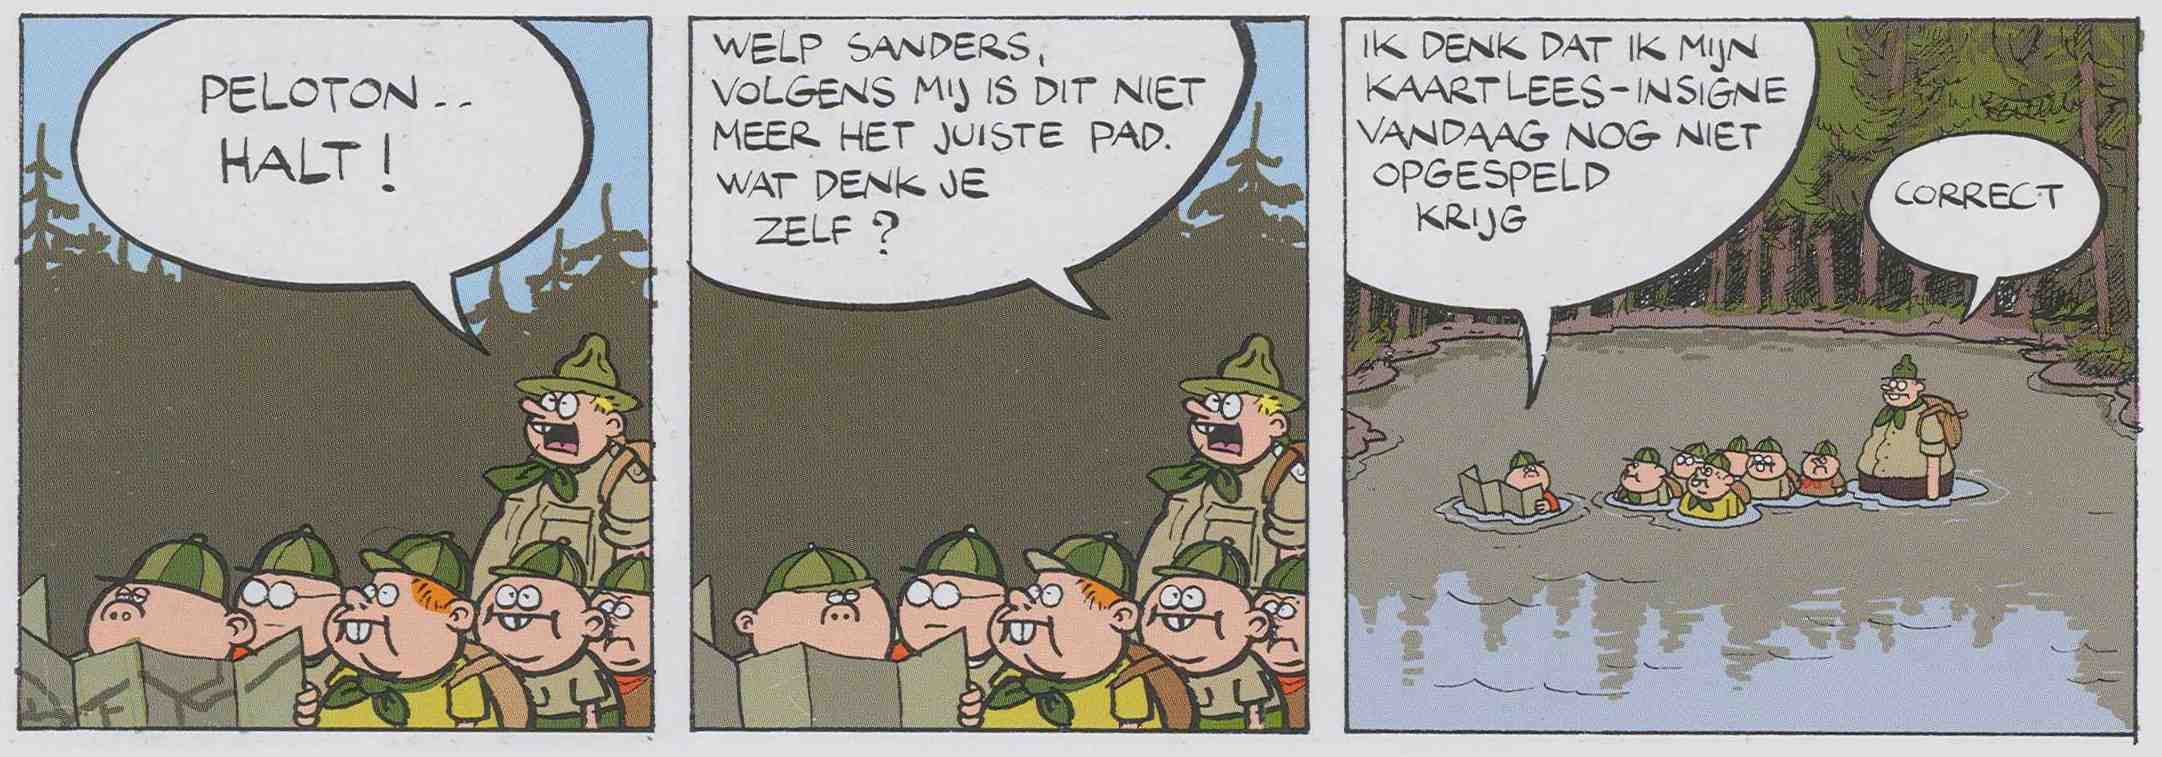 PELOTON..
HALT!
WELP SANDERS,
VOLGENS MIJ IS DIT NIET
MEER HET JUISTE PAD.
WAT DENK JE
ZELF?
IK DENK DAT IK MIJN
KAARTLEES-INSIGNE
VANDAAG NOG NIET
OPGESPELD
KRIJG
CORRECT